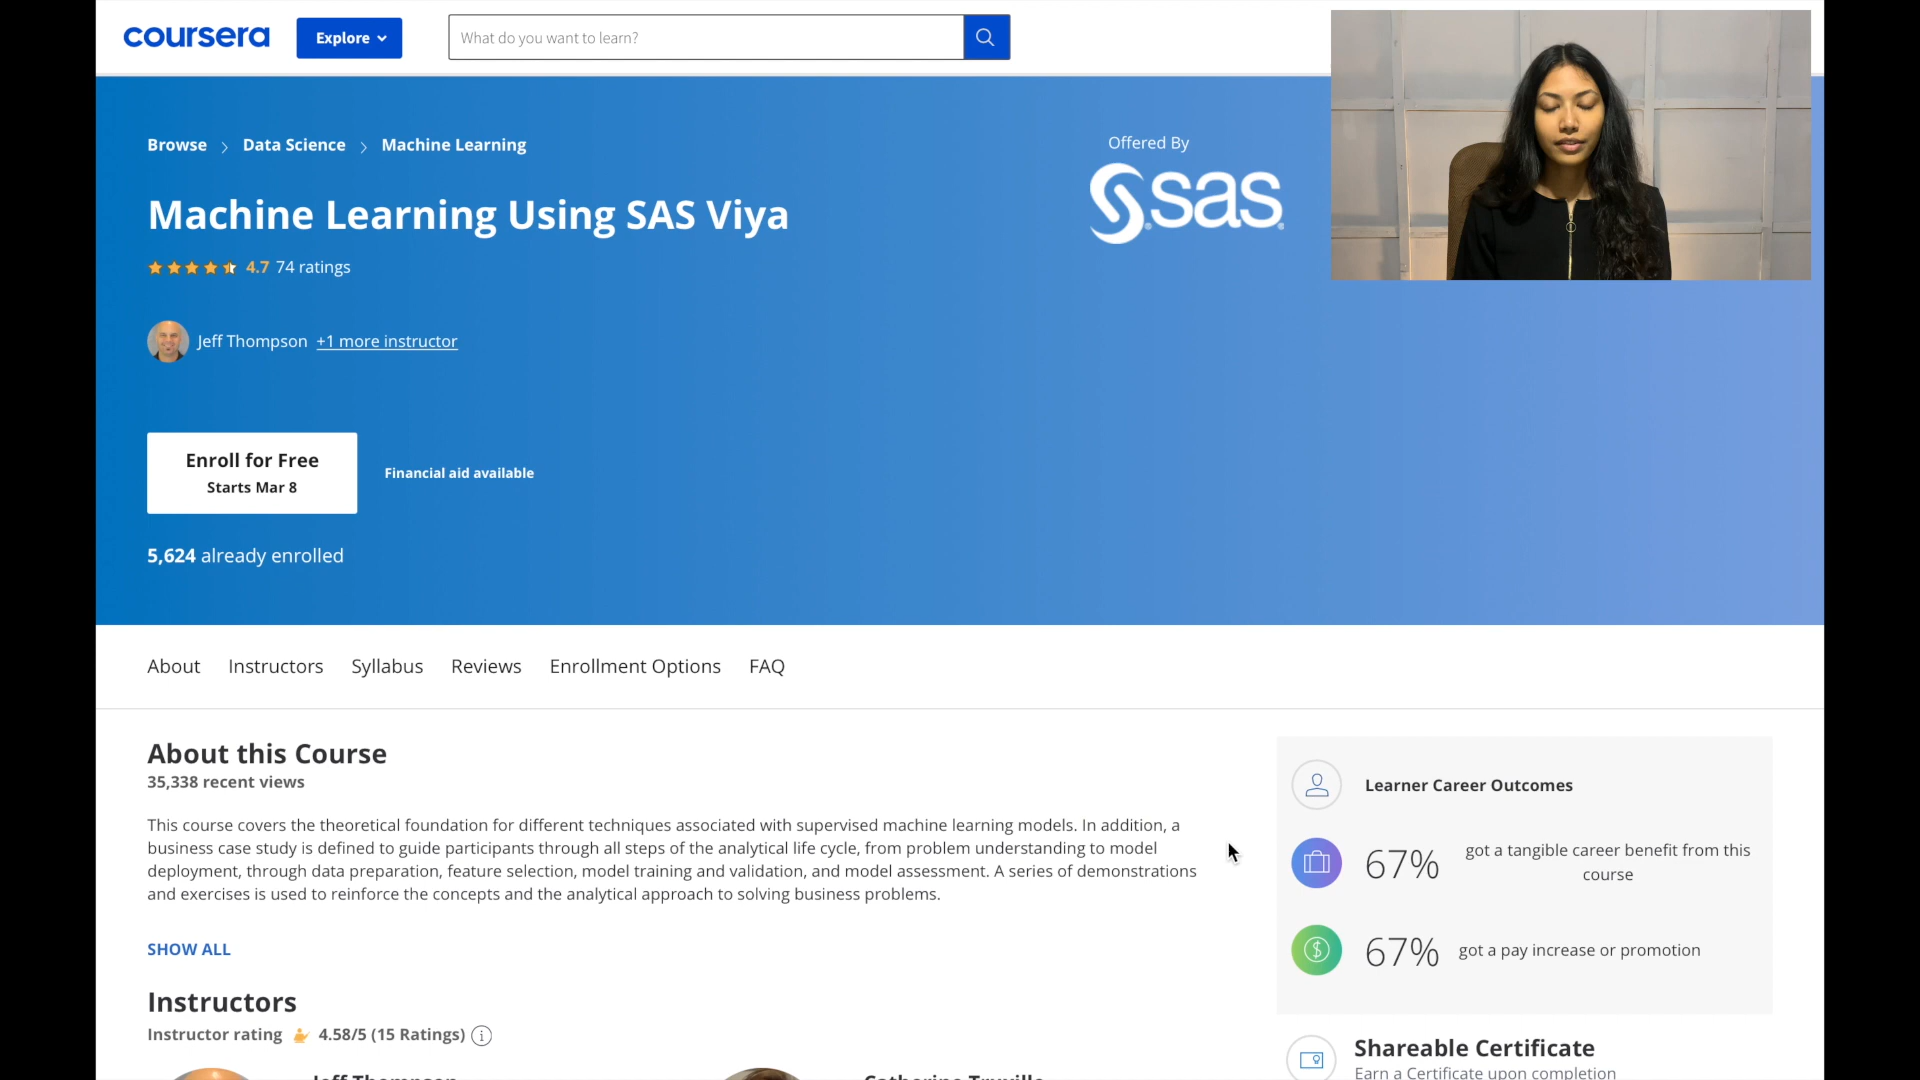 coursera
Explore
What do you want to learn?
Browse
Data Science
Machine Learning
Offered By
sas
Machine Learning Using SAS Viya
4.7 74 ratings
Jeff Thompson +1 more instructor
Enroll for Free
Starts Mar 8
Financial aid available
5,624 already enrolled
About
Instructors
Syllabus
Reviews
Enrollment Options
FAQ
About this Course
35,338 recent views
This course covers the theoretical foundation for different techniques associated with supervised machine learning models. In addition, a
business case study is defined to guide participants through all steps of the analytical life cycle, from problem understanding to model
deployment, through data preparation, feature selection, model training and validation, and model assessment. A series of demonstrations
and exercises is used to reinforce the concepts and the analytical approach to solving business problems.
SHOW ALL
Instructors
Instructor rating 4.58/5 (15 Ratings)
Jeff Thompson
Learner Career Outcomes
67%
got a tangible career benefit from this
course
67%
got a pay increase or promotion
Shareable Certificate
Earn a Certificate upon completion